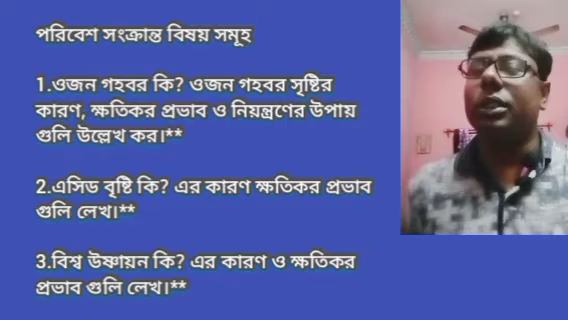 পরিবেশ সংক্রান্ত বিষয় সমূহ
1.ওজন গহবর কি? ওজন গহবর সৃষ্টির
কারণ, ক্ষতিকর প্রভাব ও নিয়ন্ত্রণের উপায়
গুলি উল্লেখ কর।**
2.এসিড বৃষ্টি কি? এর কারণ ক্ষতিকর প্রভাব
গুলি লেখ।**
3.বিশ্ব উষ্ণায়ন কি? এর কারণ ও ক্ষতিকর
প্রভাব গুলি লেখ।**